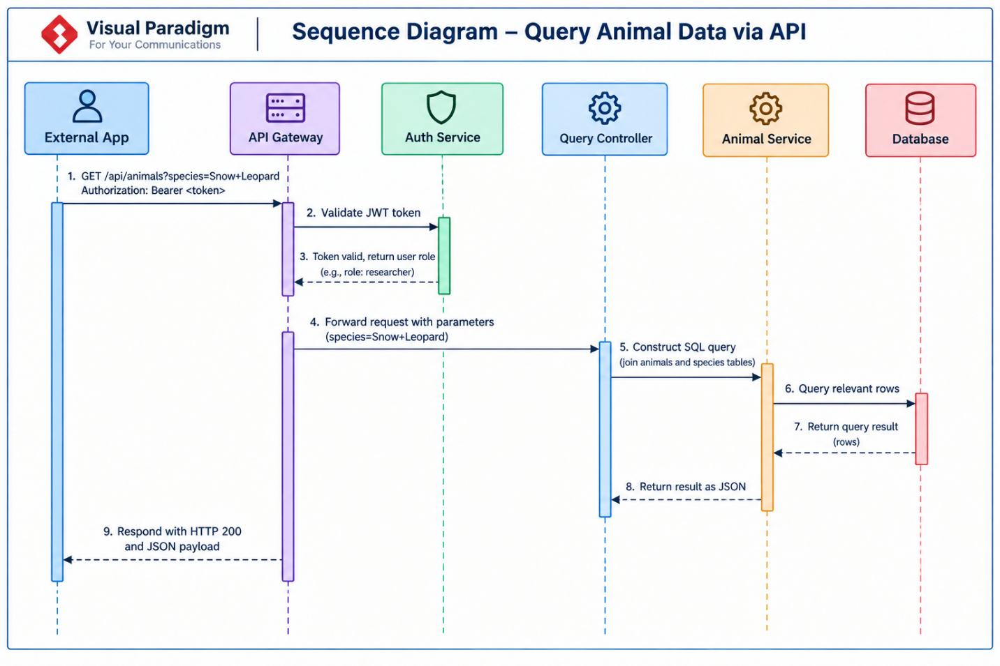 Visual Paradigm
For Your Communications
Sequence Diagram – Query Animal Data via API
External App
API Gateway
Auth Service
Query Controller
Animal Service
Database
1. GET /api/animals?species=Snow+Leopard
Authorization: Bearer <token>
2. Validate JWT token
3. Token valid, return user role
(e.g., role: researcher)
4. Forward request with parameters
(species=Snow+Leopard)
5. Construct SQL query
(join animals and species tables)
6. Query relevant rows
7. Return query result
(rows)
8. Return result as JSON
9. Respond with HTTP 200
and JSON payload